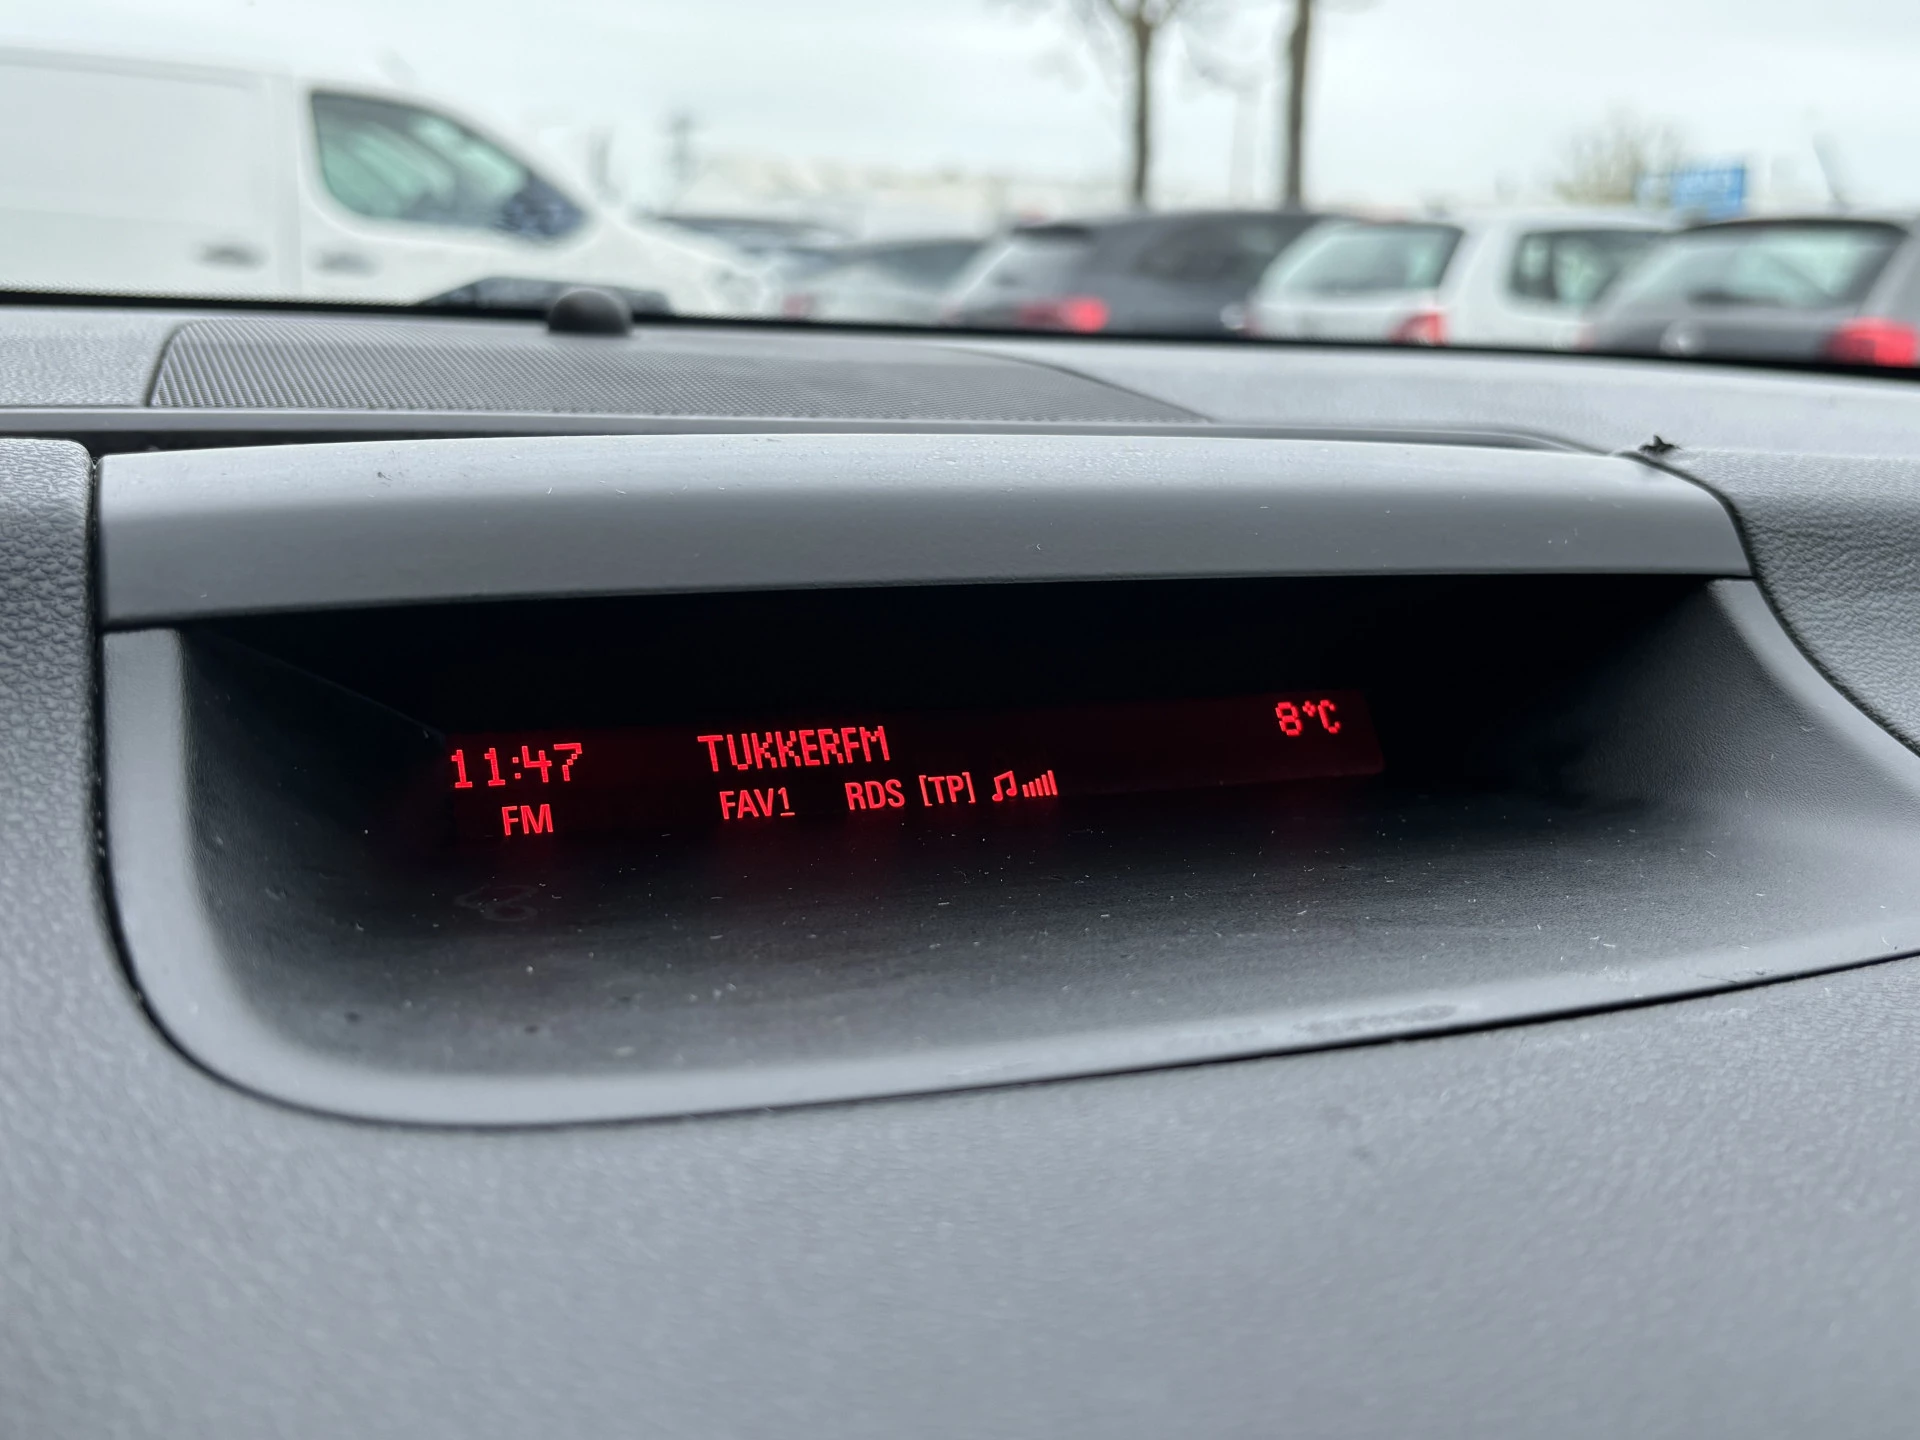 11:47 TUKKERFM 8°C
FM FAV1 RDS [TP]